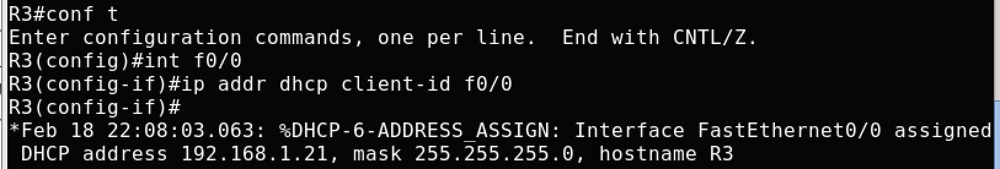 R3#conf t
Enter configuration commands, one per line.  End with CNTL/Z.
R3(config)#int f0/0
R3(config-if)#ip addr dhcp client-id f0/0
R3(config-if)#
*Feb 18 22:08:03.063: %DHCP-6-ADDRESS_ASSIGN: Interface FastEthernet0/0 assigned
 DHCP address 192.168.1.21, mask 255.255.255.0, hostname R3